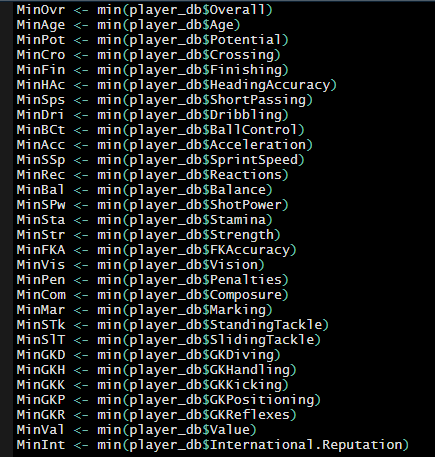 MinOvr <- min(player_db$Overall)
MinAge <- min(player_db$Age)
MinPot <- min(player_db$Potential)
MinCro <- min(player_db$Crossing)
MinFin <- min(player_db$Finishing)
MinHAc <- min(player_db$HeadingAccuracy)
MinSps <- min(player_db$ShortPassing)
MinDri <- min(player_db$Dribbling)
MinBCt <- min(player_db$BallControl)
MinAcc <- min(player_db$Acceleration)
MinSSp <- min(player_db$SprintSpeed)
MinRec <- min(player_db$Reactions)
MinBal <- min(player_db$Balance)
MinSPw <- min(player_db$ShotPower)
MinSta <- min(player_db$Stamina)
MinStr <- min(player_db$Strength)
MinFKA <- min(player_db$FKAccuracy)
MinVis <- min(player_db$Vision)
MinPen <- min(player_db$Penalties)
MinCom <- min(player_db$Composure)
MinMar <- min(player_db$Marking)
MinSTk <- min(player_db$StandingTackle)
MinSlT <- min(player_db$SlidingTackle)
MinGKD <- min(player_db$GKDiving)
MinGKH <- min(player_db$GKHandling)
MinGKK <- min(player_db$GKKicking)
MinGKP <- min(player_db$GKPositioning)
MinGKR <- min(player_db$GKReflexes)
MinVal <- min(player_db$Value)
MinInt <- min(player_db$International.Reputation)